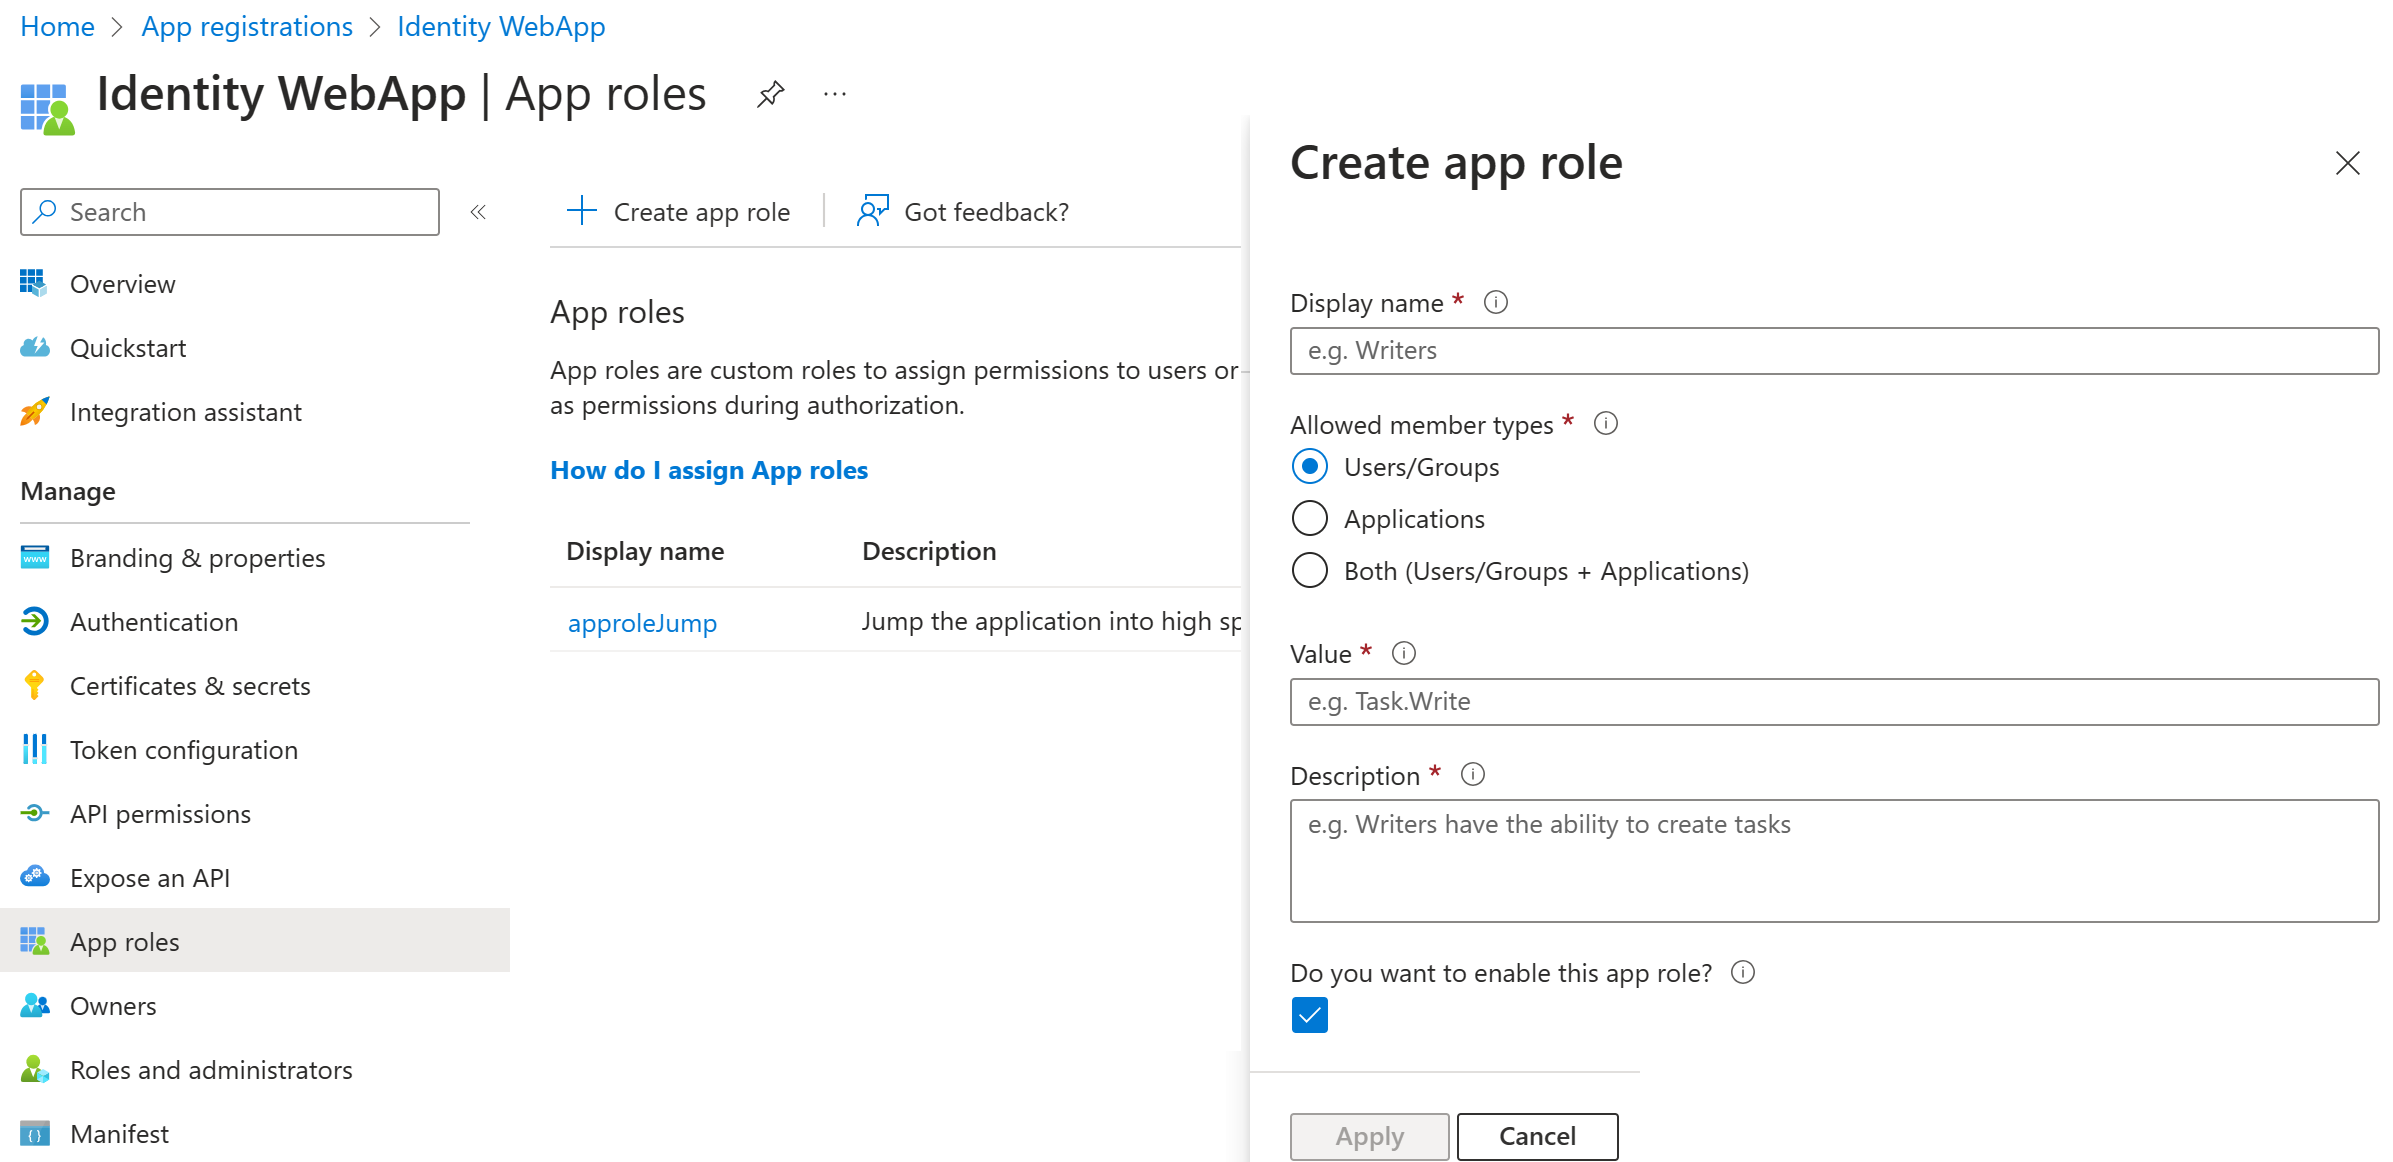 Home > App registrations > Identity WebApp
Identity WebApp | App roles
Search
Overview
Quickstart
Integration assistant
Manage
Branding & properties
Authentication
Certificates & secrets
Token configuration
API permissions
Expose an API
App roles
Owners
Roles and administrators
Manifest
Create app role
Got feedback?
App roles
App roles are custom roles to assign permissions to users or
as permissions during authorization.
How do I assign App roles
Display name Description
approleJump Jump the application into high sp
Create app role
Display name *
e.g. Writers
Allowed member types *
Users/Groups
Applications
Both (Users/Groups + Applications)
Value *
e.g. Task.Write
Description *
e.g. Writers have the ability to create tasks
Do you want to enable this app role?
Apply Cancel